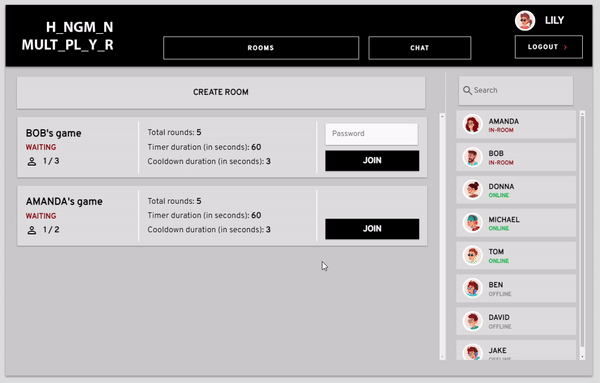 H_NGM_N
MULT_PL_Y_R
ROOMS
CHAT
LILY
LOGOUT >
CREATE ROOM
BOB's game
WAITING
1 / 3
Total rounds: 5
Timer duration (in seconds): 60
Cooldown duration (in seconds): 3
Password
JOIN
AMANDA's game
WAITING
1 / 2
Total rounds: 5
Timer duration (in seconds): 60
Cooldown duration (in seconds): 3
JOIN
Search
AMANDA
IN-ROOM
BOB
IN-ROOM
DONNA
ONLINE
MICHAEL
ONLINE
TOM
ONLINE
BEN
OFFLINE
DAVID
OFFLINE
JAKE
OFFLINE